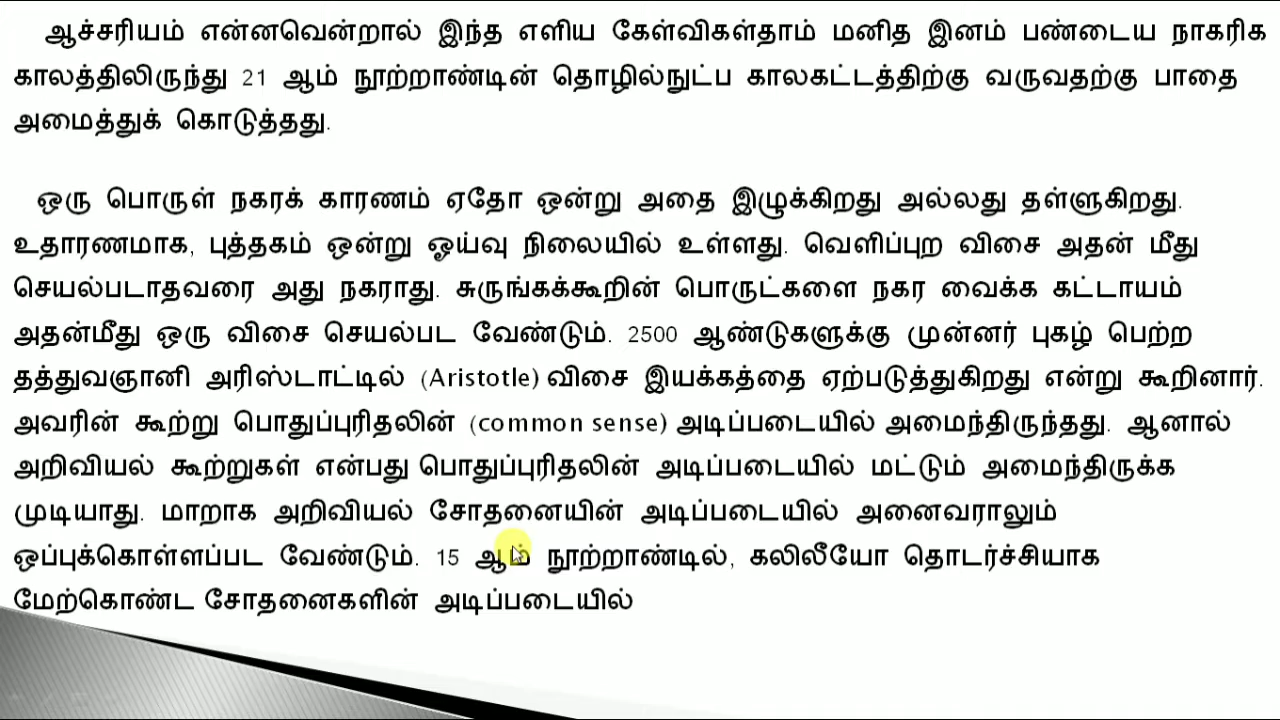 ஆச்சரியம் என்னவென்றால் இந்த எளிய கேள்விகள்தாம் மனித இனம் பண்டைய நாகரிக
காலத்திலிருந்து 21 ஆம் நூற்றாண்டின் தொழில்நுட்ப காலகட்டத்திற்கு வருவதற்கு பாதை
அமைத்துக் கொடுத்தது.
ஒரு பொருள் நகரக் காரணம் ஏதோ ஒன்று அதை இழுக்கிறது அல்லது தள்ளுகிறது.
உதாரணமாக, புத்தகம் ஒன்று ஓய்வு நிலையில் உள்ளது. வெளிப்புற விசை அதன் மீது
செயல்படாதவரை அது நகராது. சுருங்கக்கூறின் பொருட்களை நகர வைக்க கட்டாயம்
அதன்மீது ஒரு விசை செயல்பட வேண்டும். 2500 ஆண்டுகளுக்கு முன்னர் புகழ் பெற்ற
தத்துவஞானி அரிஸ்டாட்டில் (Aristotle) விசை இயக்கத்தை ஏற்படுத்துகிறது என்று கூறினார்.
அவரின் கூற்று பொதுப்புரிதலின் (common sense) அடிப்படையில் அமைந்திருந்தது. ஆனால்
அறிவியல் கூற்றுகள் என்பது பொதுப்புரிதலின் அடிப்படையில் மட்டும் அமைந்திருக்க
முடியாது. மாறாக அறிவியல் சோதனையின் அடிப்படையில் அனைவராலும்
ஒப்புக்கொள்ளப்பட வேண்டும். 15 ஆம் நூற்றாண்டில், கலிலீயோ தொடர்ச்சியாக
மேற்கொண்ட சோதனைகளின் அடிப்படையில்